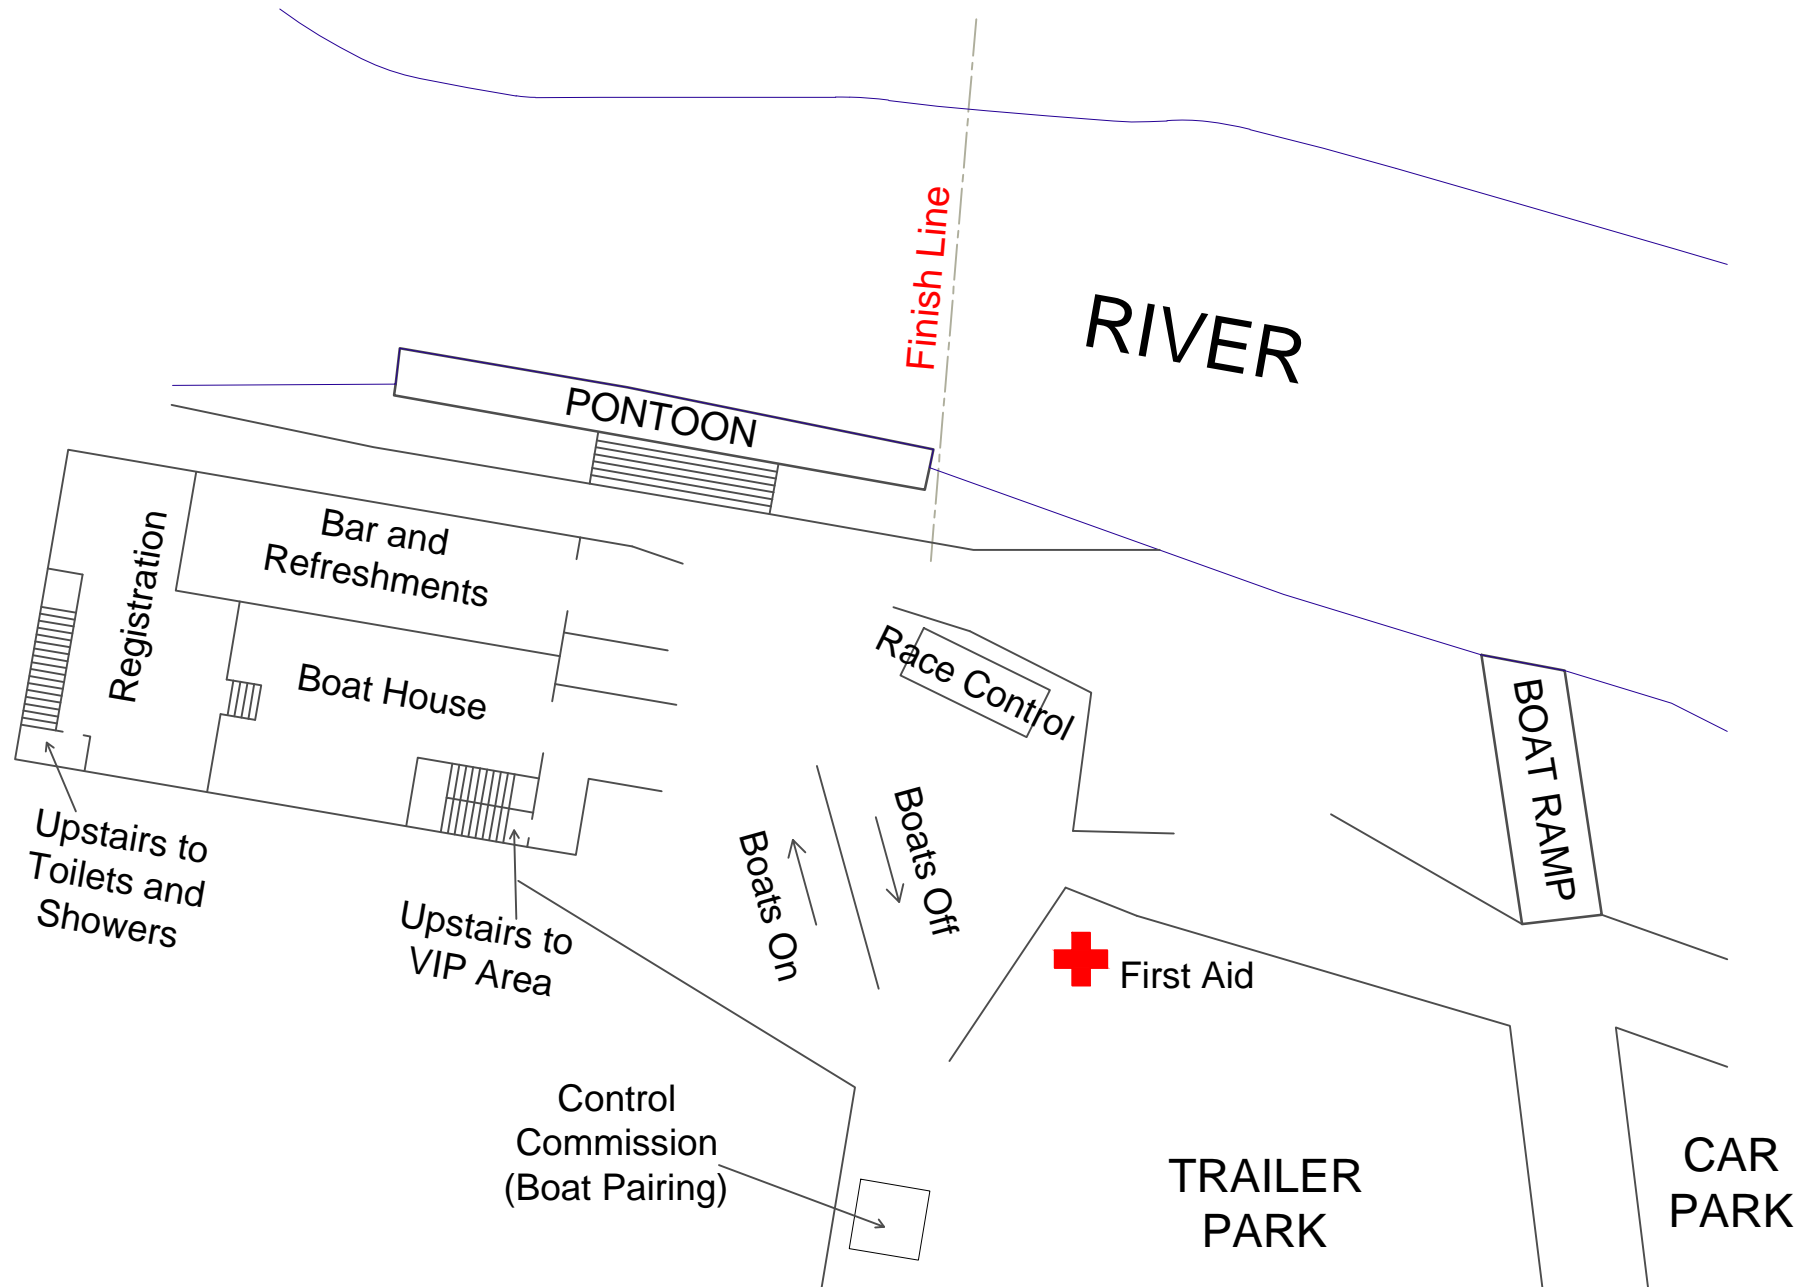 Finish Line
RIVER
PONTOON
Bar and
Refreshments
Registration
Boat House
Race Control
BOAT RAMP
Upstairs to
Toilets and
Showers
Upstairs to
VIP Area
Boats On
Boats Off
First Aid
Control
Commission
(Boat Pairing)
TRAILER
PARK
CAR
PARK